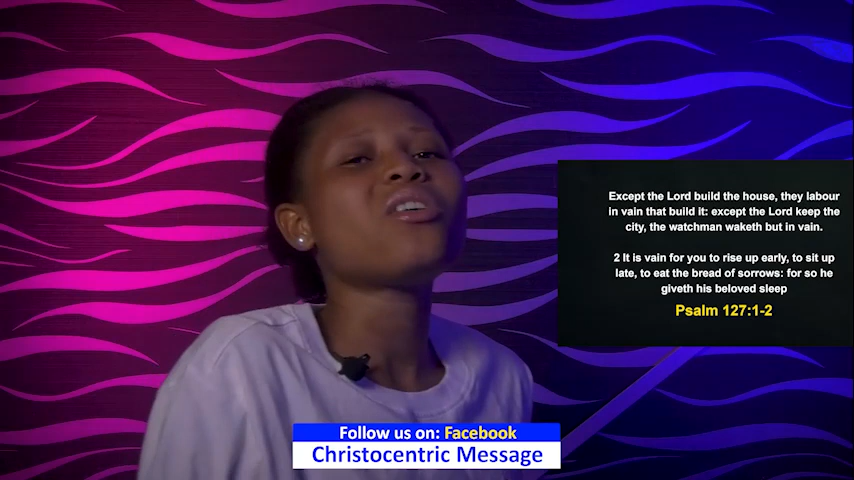 Except the Lord build the house, they labour
in vain that build it: except the Lord keep the
city, the watchman waketh but in vain.
2 It is vain for you to rise up early, to sit up
late, to eat the bread of sorrows: for so he
giveth his beloved sleep
Psalm 127:1-2
Follow us on: Facebook
Christocentric Message